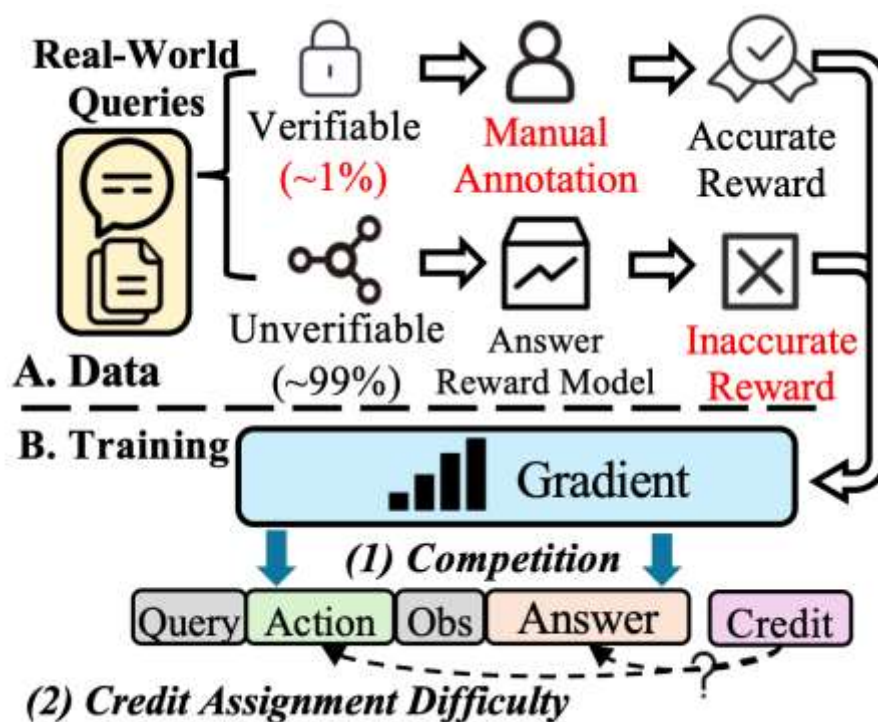 Real-World
Queries
Verifiable
(~1%)
Manual
Annotation
Accurate
Reward
Unverifiable
(~99%)
Answer
Reward Model
Inaccurate
Reward
A. Data
B. Training
Gradient
(1) Competition
Query Action Obs Answer Credit
?
(2) Credit Assignment Difficulty